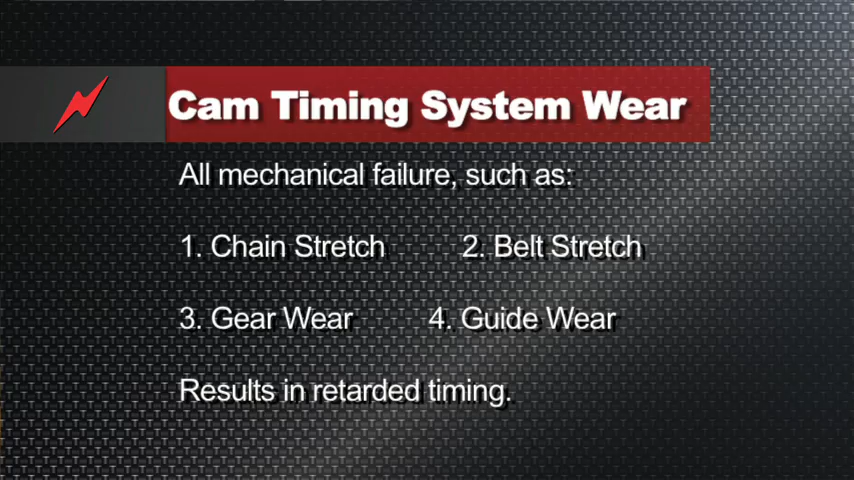 Cam Timing System Wear
All mechanical failure, such as:
1. Chain Stretch 2. Belt Stretch
3. Gear Wear 4. Guide Wear
Results in retarded timing.